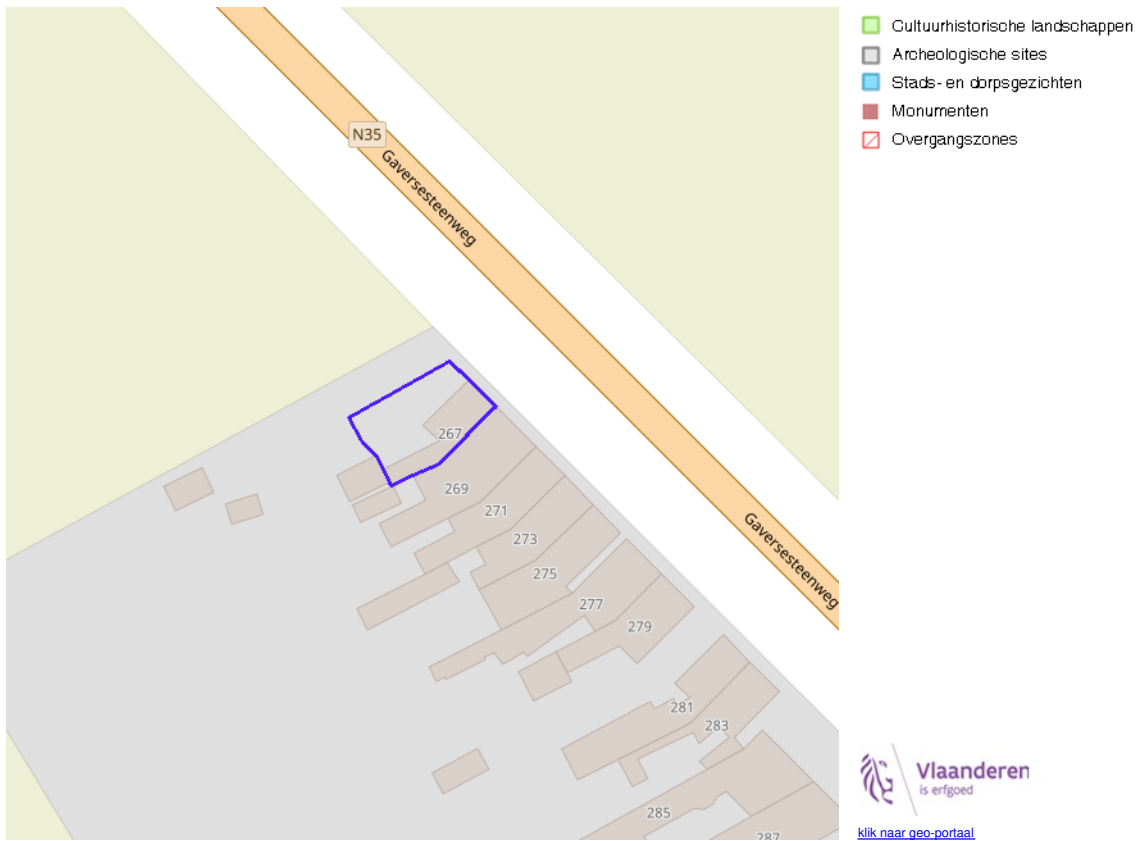 Cultuurhistorische landschappen
Archeologische sites
Stads- en dorpsgezichten
Monumenten
Overgangszones
N35
Gaversesteenweg
267
269
271
273
275
277
279
Gaversesteenweg
281
283
285
287
Vlaanderen
is erfgoed
klik naar geo-portaal